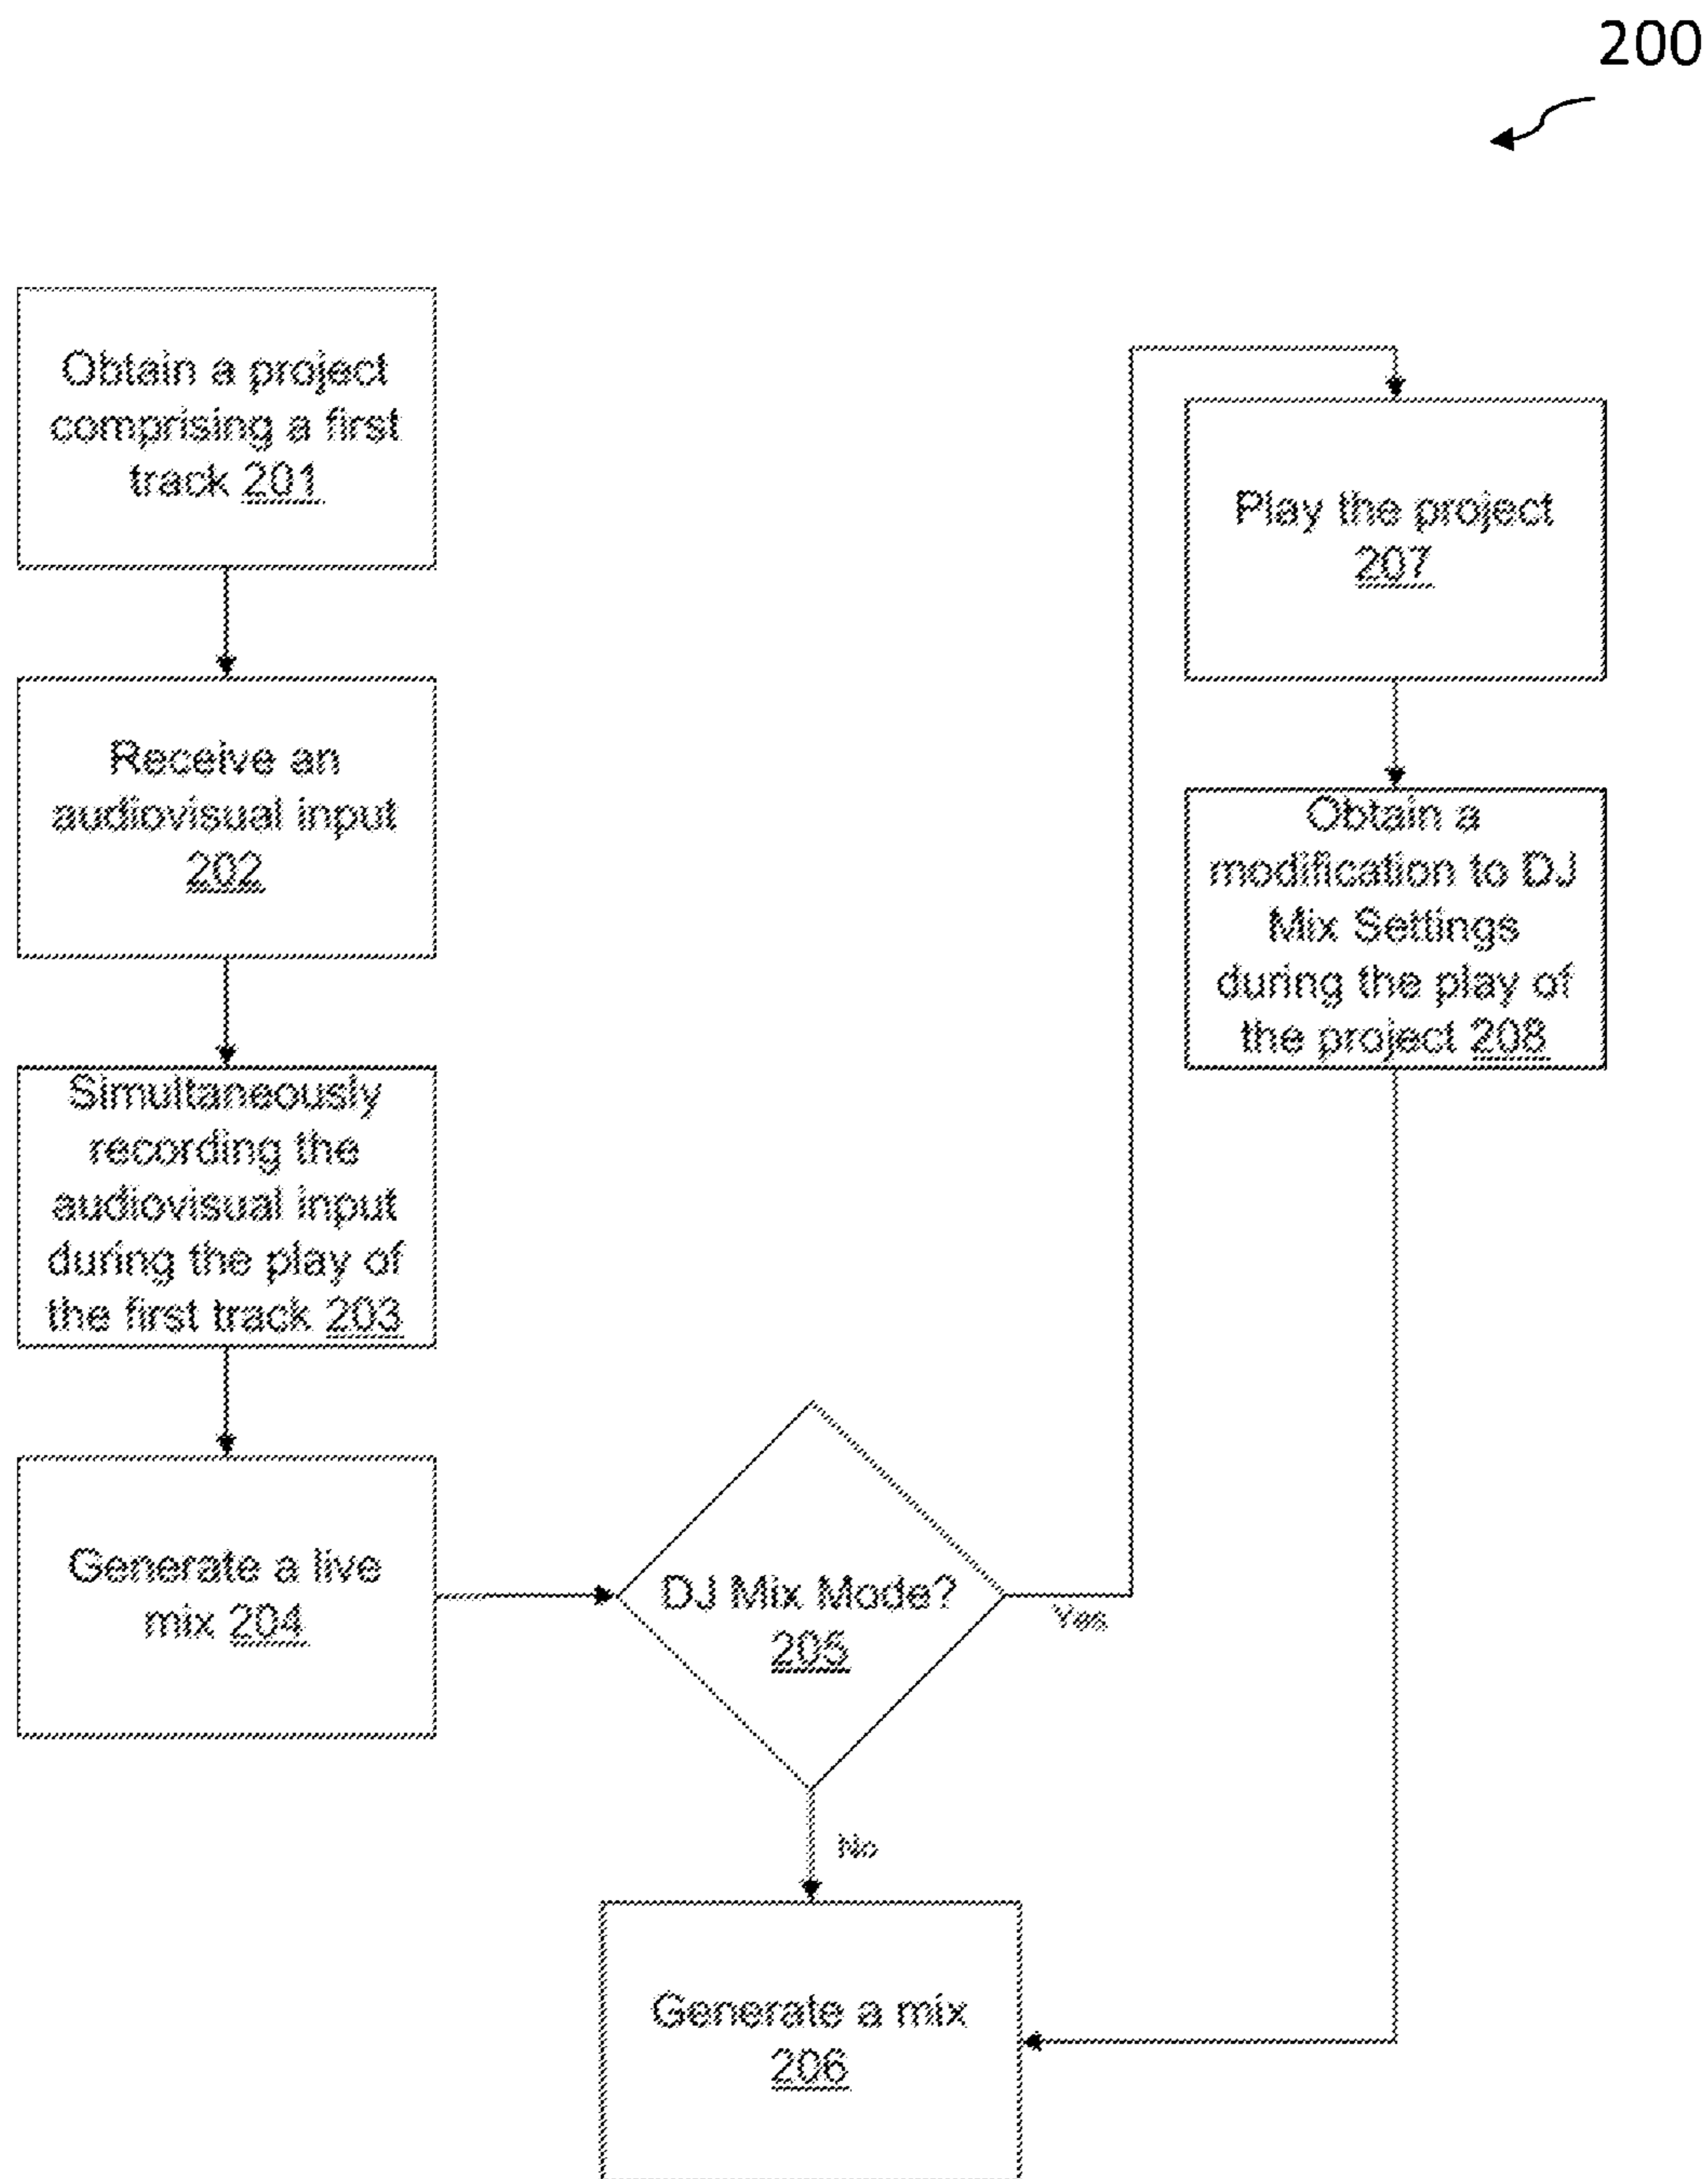 200
Obtain a project
comprising a first
track 201
Receive an
audiovisual input
202
Simultaneously
recording the
audiovisual input
during the play of
the first track 203
Generate a live
mix 204
DJ Mix Mode?
205
Yes
No
Generate a mix
206
Play the project
207
Obtain a
modification to DJ
Mix Settings
during the play of
the project 208